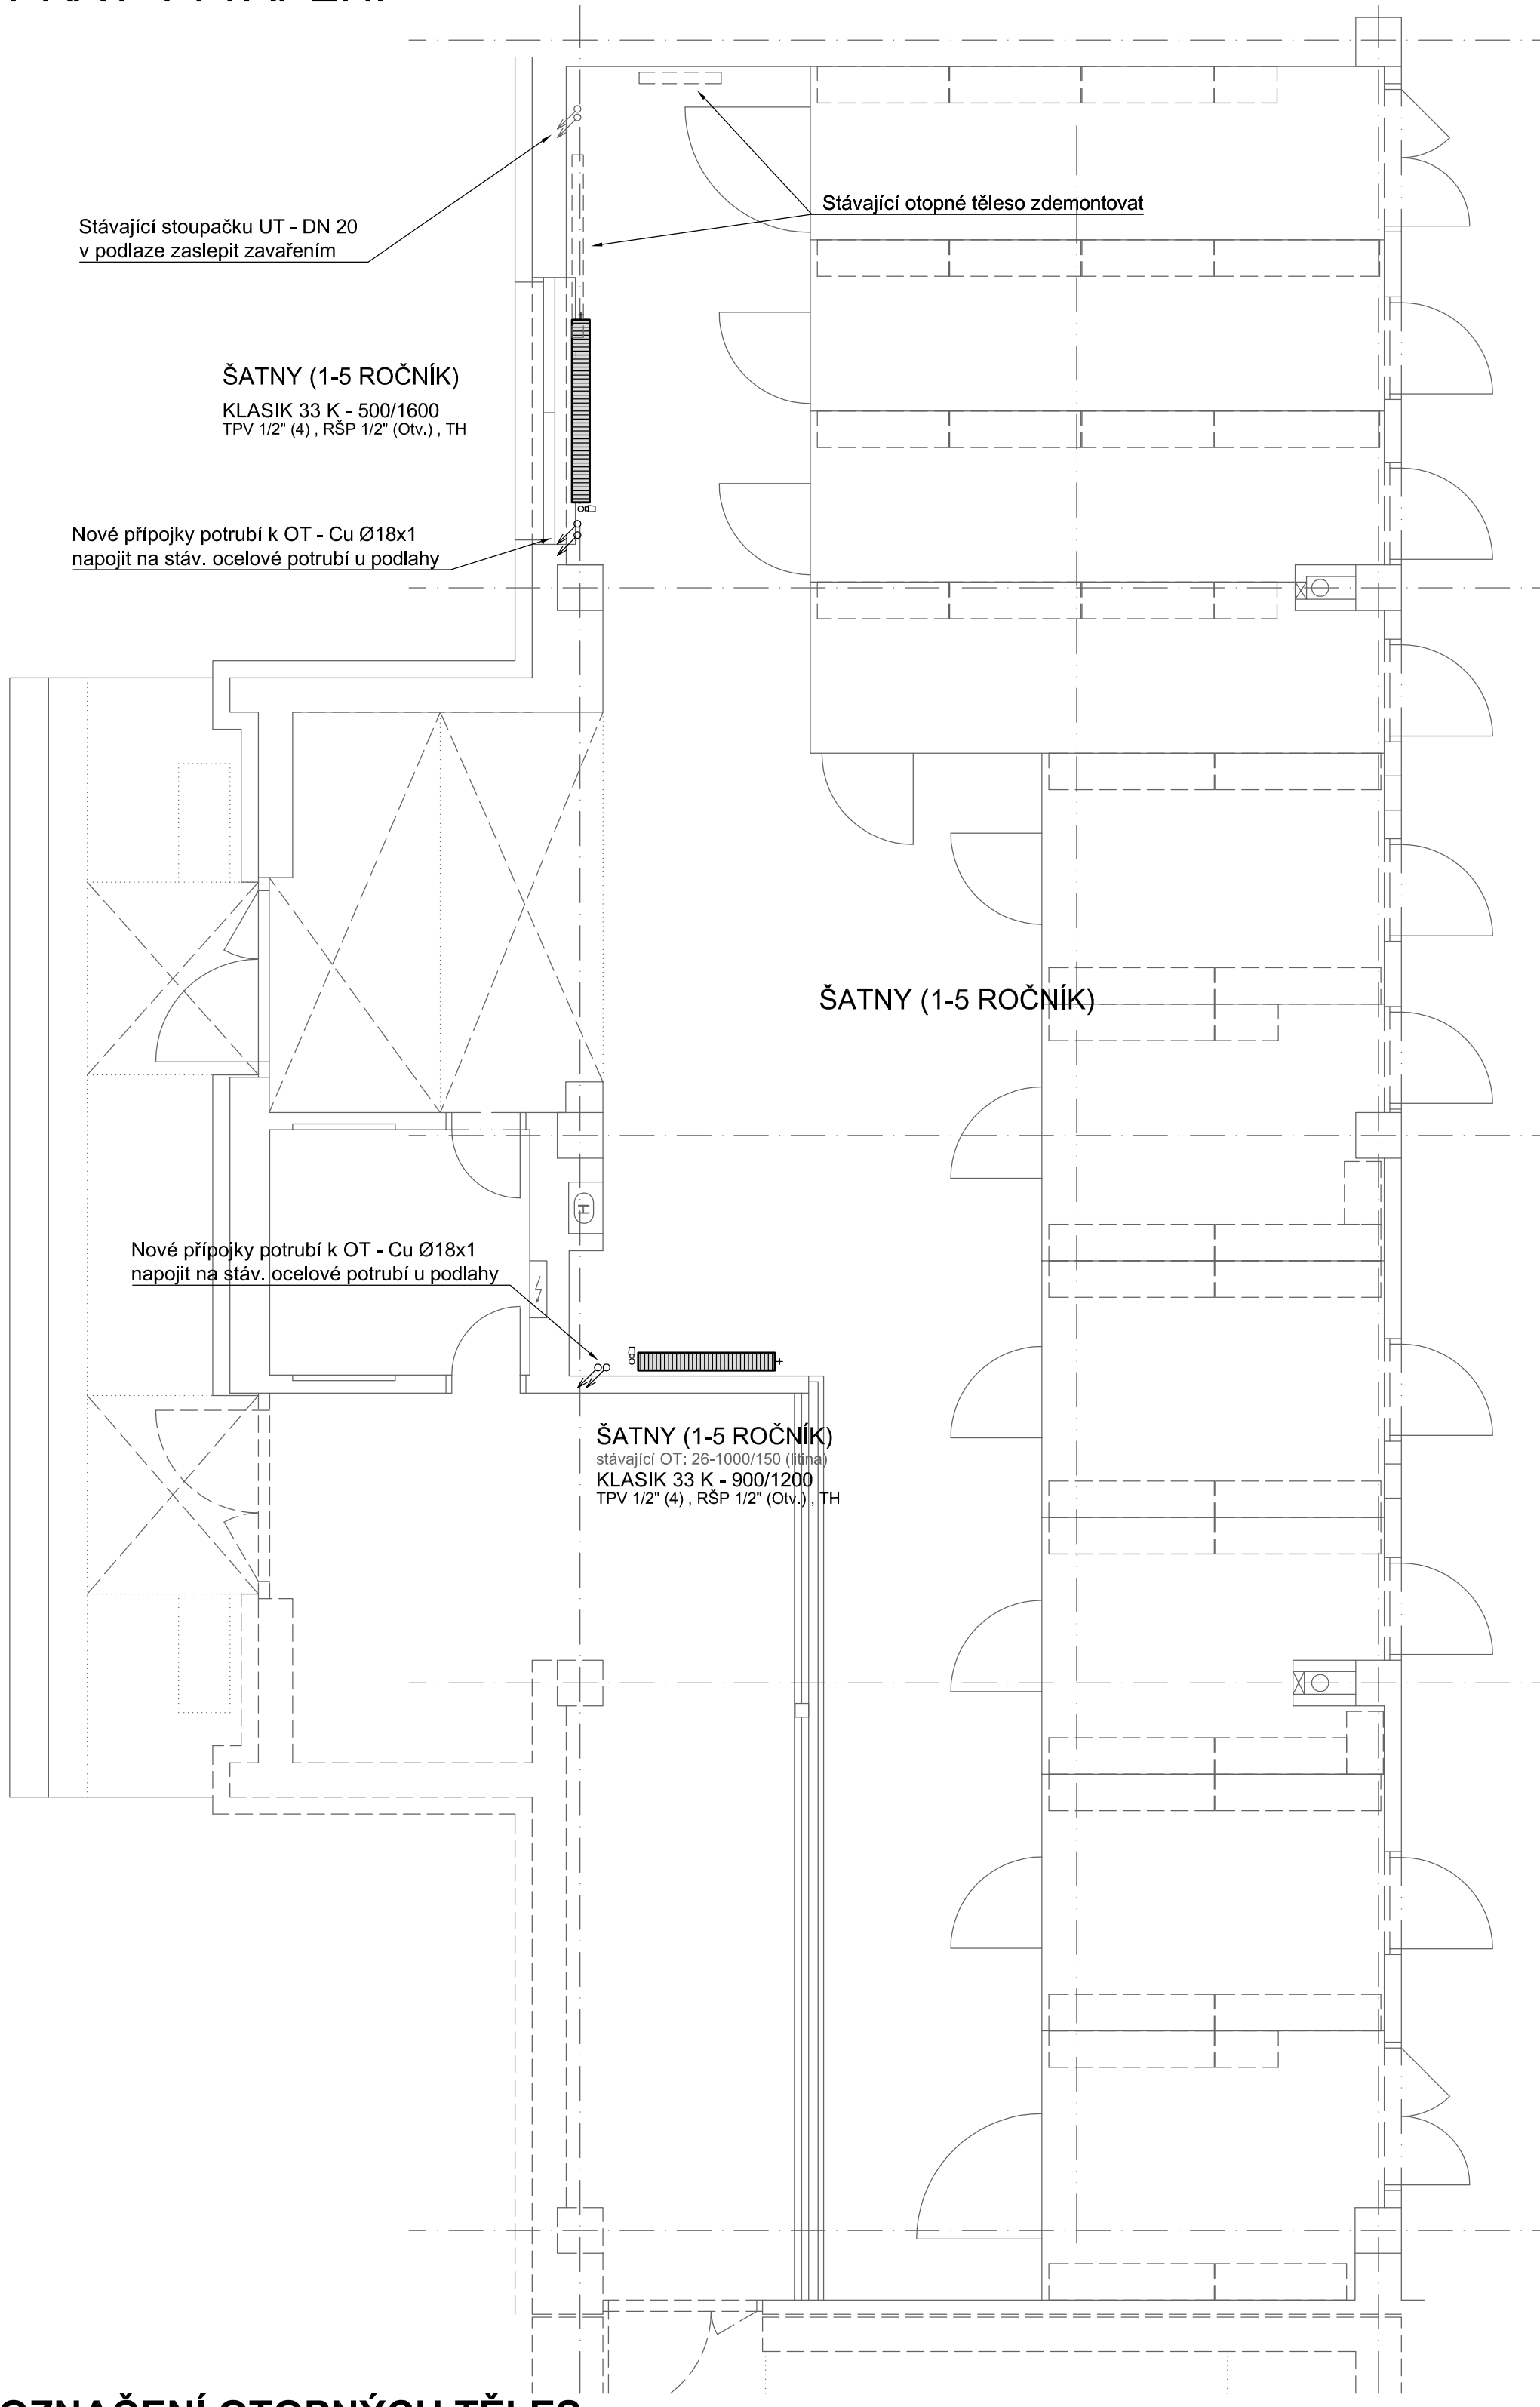 Stávající otopné těleso zdemontovat
Stávající stoupačku UT - DN 20
v podlaze zaslepit zavařením
ŠATNY (1-5 ROČNÍK)
KLASIK 33 K - 500/1600
TPV 1/2" (4) , RŠP 1/2" (Otv.) , TH
Nové přípojky potrubí k OT - Cu Ø18x1
napojit na stáv. ocelové potrubí u podlahy
ŠATNY (1-5 ROČNÍK)
H
Nové přípojky potrubí k OT - Cu Ø18x1
napojit na stáv. ocelové potrubí u podlahy
ŠATNY (1-5 ROČNÍK)
stávající OT: 26-1000/150 (litina)
KLASIK 33 K - 900/1200
TPV 1/2" (4) , RŠP 1/2" (Otv.) , TH
OZNAČENÍ OTOPNÝCH TĚLES